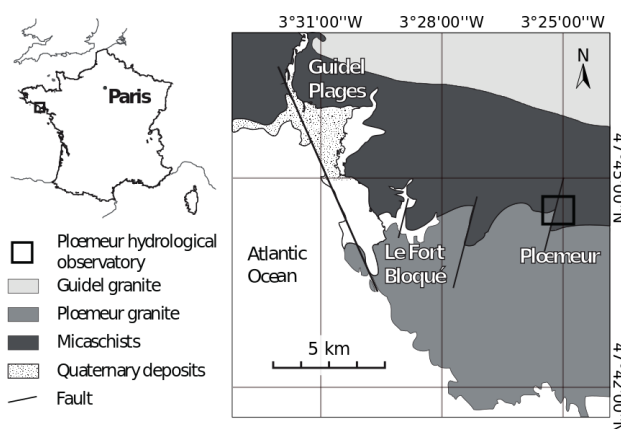 3°31'00"W 3°28'00"W 3°25'00"W
Paris
Guidel
Plages
N
47°45'00"N
Atlantic
Ocean
Le Fort
Bloqué
Plœmeur
5 km
47°42'00"N
Plœmeur hydrological
observatory
Guidel granite
Plœmeur granite
Micaschists
Quaternary deposits
Fault